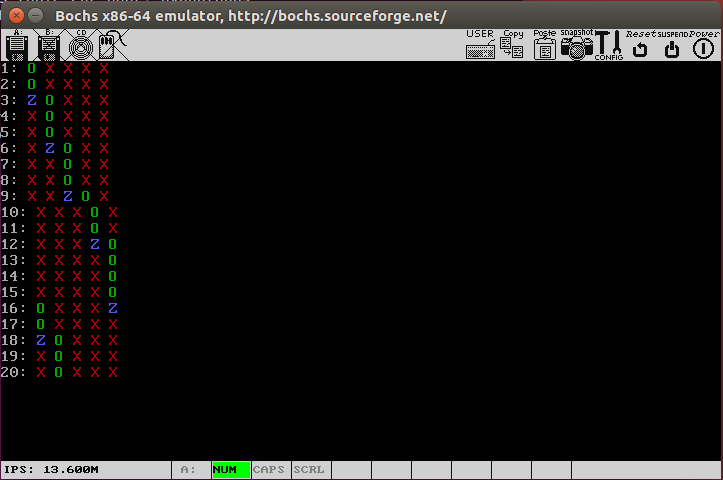 Bochs x86-64 emulator, http://bochs.sourceforge.net/
A: B: CD USER Copy Paste snapshot CONFIG Reset SUSPEND Power
1: O X X X X
2: O X X X X
3: Z O X X X
4: X O X X X
5: X O X X X
6: X Z O X X
7: X X O X X
8: X X O X X
9: X X Z O X
10: X X X O X
11: X X X O X
12: X X X Z O
13: X X X X O
14: X X X X O
15: X X X X O
16: O X X X Z
17: O X X X X
18: Z O X X X
19: X O X X X
20: X O X X X
IPS: 13.600M A: NUM CAPS SCRL